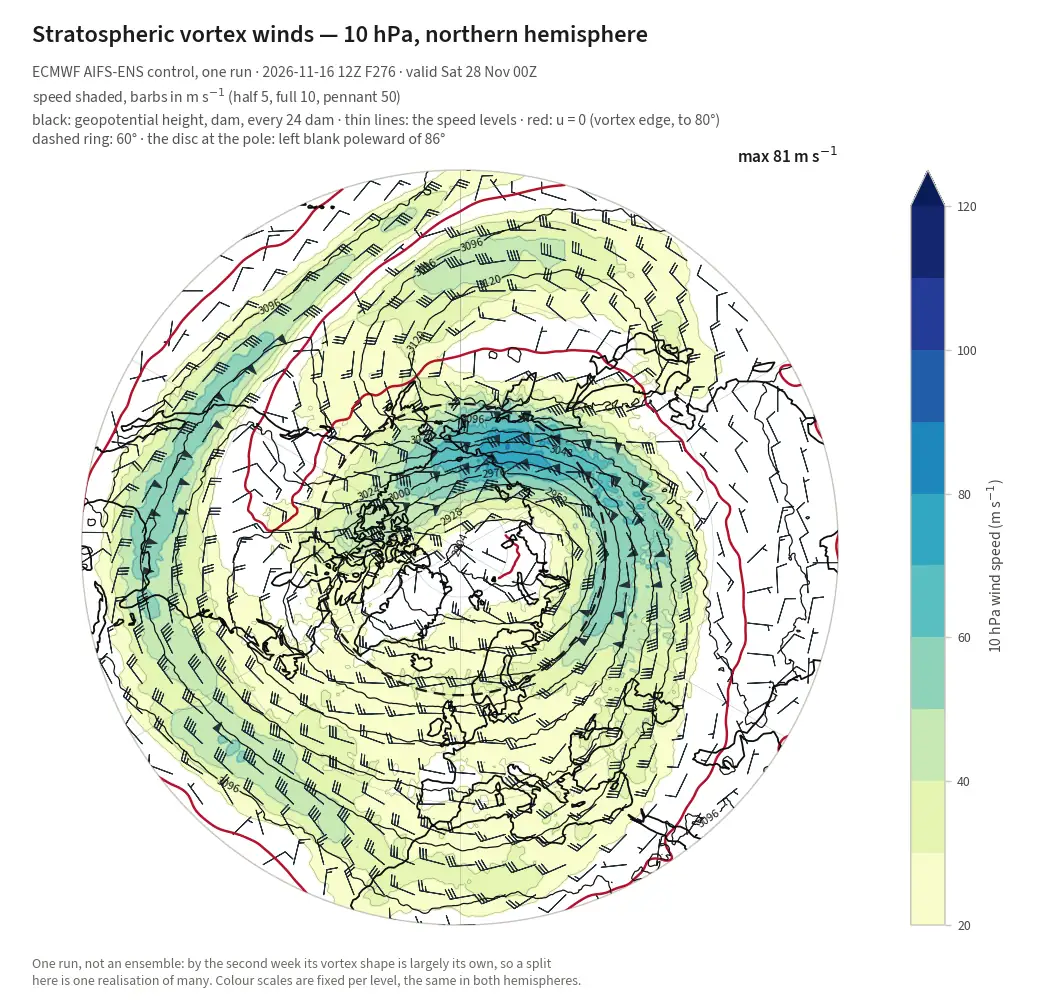 Stratospheric vortex winds — 10 hPa, northern hemisphere
ECMWF AIFS-ENS control, one run · 2026-11-16 12Z F276 · valid Sat 28 Nov 00Z
speed shaded, barbs in m s⁻¹ (half 5, full 10, pennant 50)
black: geopotential height, dam, every 24 dam · thin lines: the speed levels · red: u = 0 (vortex edge, to 80°)
dashed ring: 60° · the disc at the pole: left blank poleward of 86°
max 81 m s⁻¹
120
100
80
60
40
20
10 hPa wind speed (m s⁻¹)
3096
3120
3096
3120
3096
3048
2976
3024
3000
2952
2928
3096
3096
One run, not an ensemble: by the second week its vortex shape is largely its own, so a split
here is one realisation of many. Colour scales are fixed per level, the same in both hemispheres.